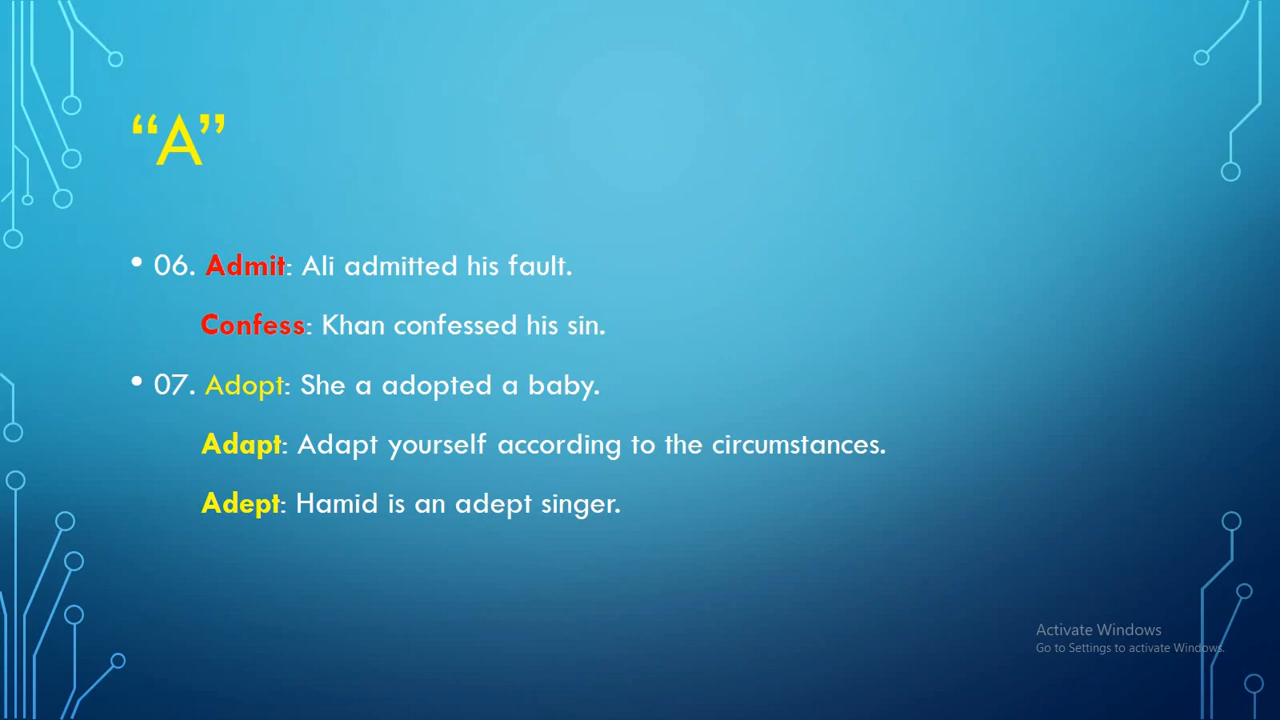 “A”
• 06. Admit: Ali admitted his fault.
Confess: Khan confessed his sin.
• 07. Adopt: She a adopted a baby.
Adapt: Adapt yourself according to the circumstances.
Adept: Hamid is an adept singer.
Activate Windows
Go to Settings to activate Windows.